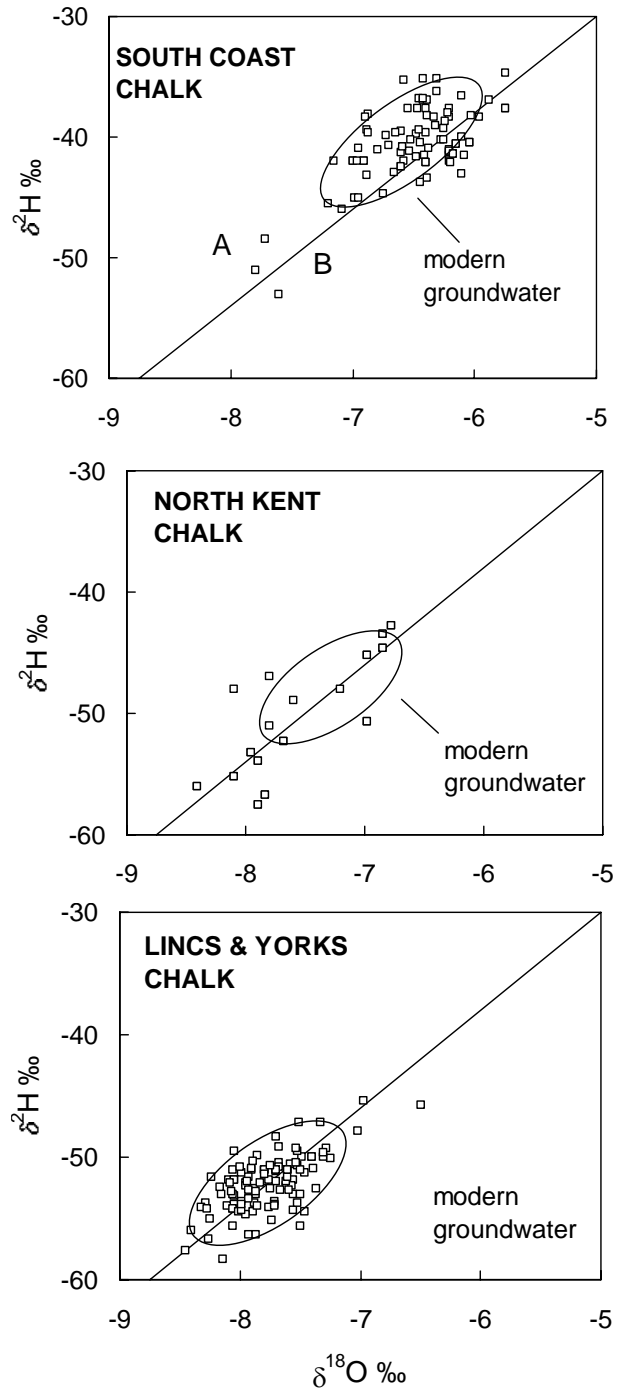 -30
SOUTH COAST
CHALK
-40
δ²H ‰
A
B
modern
groundwater
-50
-60
-9 -8 -7 -6 -5
-30
NORTH KENT
CHALK
-40
δ²H ‰
-50
modern
groundwater
-60
-9 -8 -7 -6 -5
-30
LINCS & YORKS
CHALK
-40
δ²H ‰
-50
modern
groundwater
-60
-9 -8 -7 -6 -5
δ¹⁸O ‰